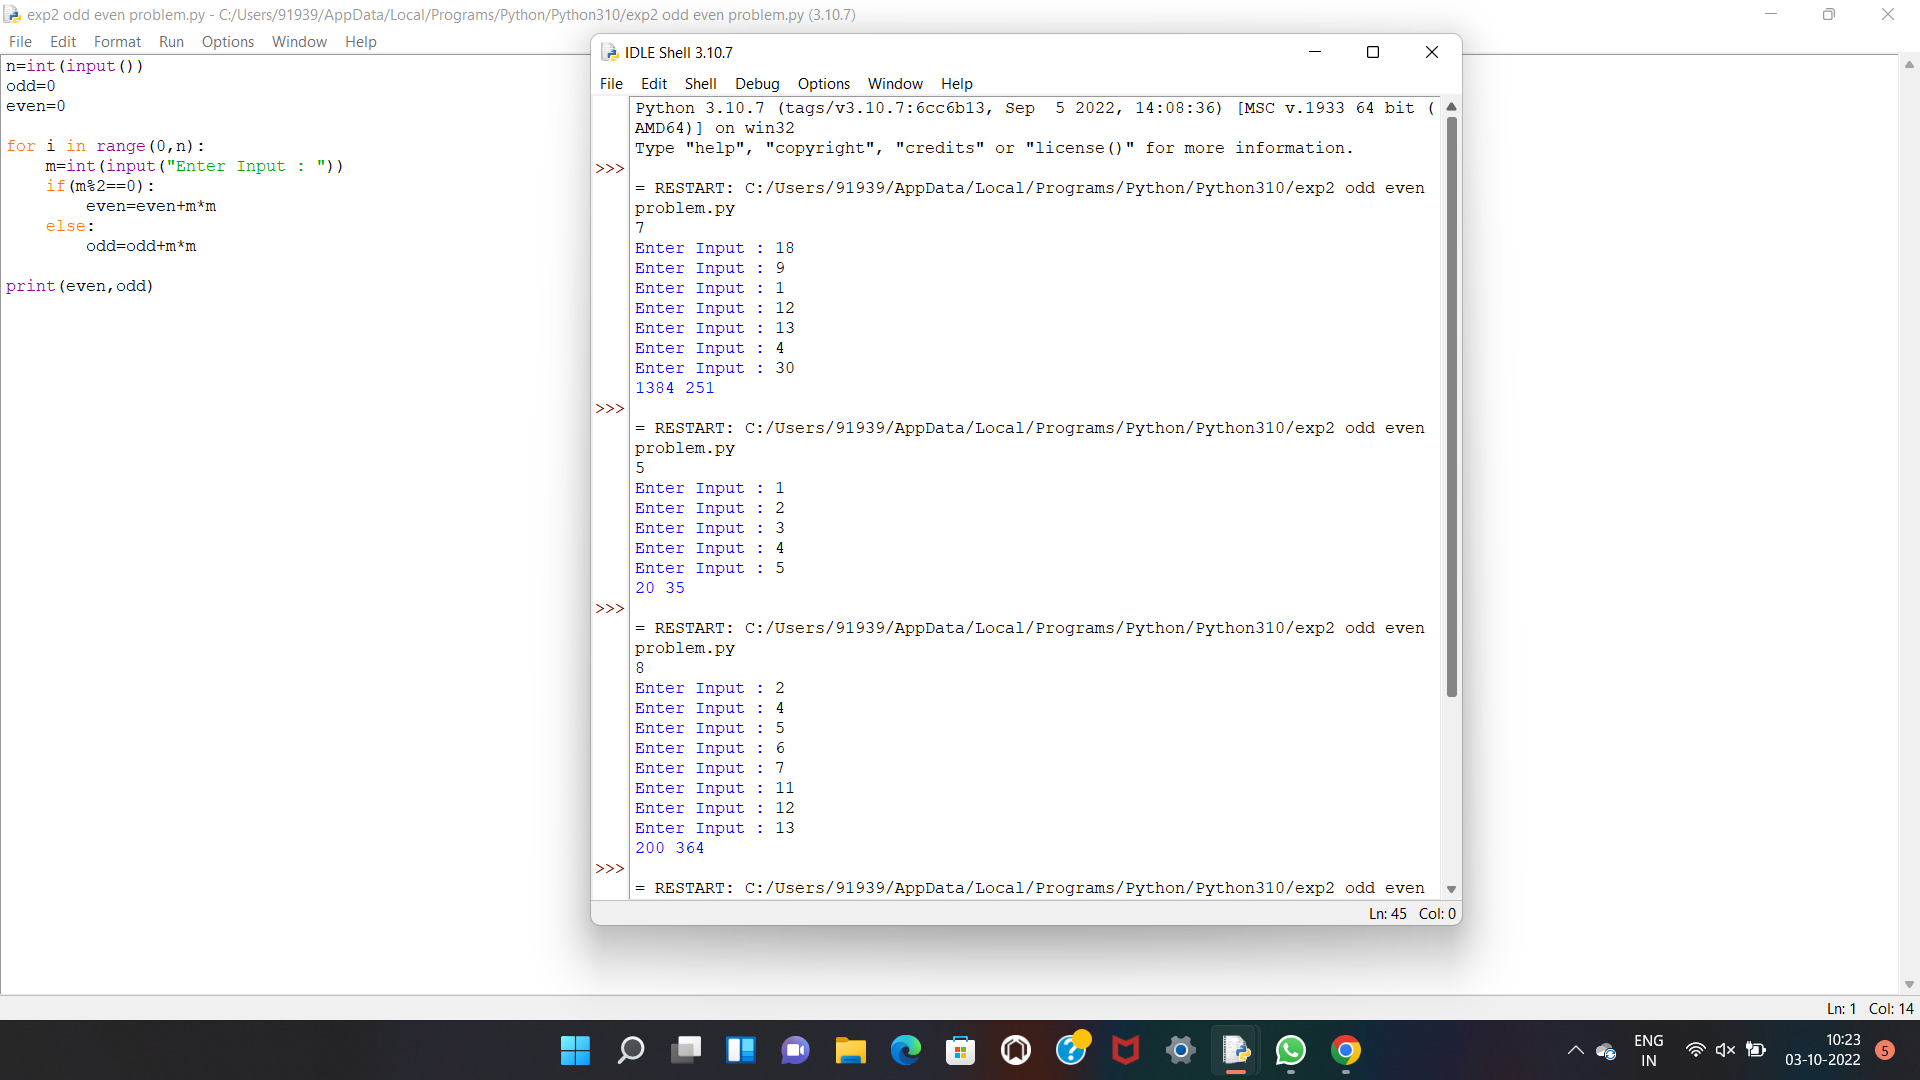 exp2 odd even problem.py - C:/Users/91939/AppData/Local/Programs/Python/Python310/exp2 odd even problem.py (3.10.7)
File Edit Format Run Options Window Help
n=int(input())
odd=0
even=0
for i in range(0,n):
    m=int(input("Enter Input : "))
    if(m%2==0):
        even=even+m*m
    else:
        odd=odd+m*m
print(even,odd)
IDLE Shell 3.10.7
File Edit Shell Debug Options Window Help
Python 3.10.7 (tags/v3.10.7:6cc6b13, Sep  5 2022, 14:08:36) [MSC v.1933 64 bit (
AMD64)] on win32
Type "help", "copyright", "credits" or "license()" for more information.
>>>
= RESTART: C:/Users/91939/AppData/Local/Programs/Python/Python310/exp2 odd even
problem.py
7
Enter Input : 18
Enter Input : 9
Enter Input : 1
Enter Input : 12
Enter Input : 13
Enter Input : 4
Enter Input : 30
1384 251
>>>
= RESTART: C:/Users/91939/AppData/Local/Programs/Python/Python310/exp2 odd even
problem.py
5
Enter Input : 1
Enter Input : 2
Enter Input : 3
Enter Input : 4
Enter Input : 5
20 35
>>>
= RESTART: C:/Users/91939/AppData/Local/Programs/Python/Python310/exp2 odd even
problem.py
8
Enter Input : 2
Enter Input : 4
Enter Input : 5
Enter Input : 6
Enter Input : 7
Enter Input : 11
Enter Input : 12
Enter Input : 13
200 364
>>>
= RESTART: C:/Users/91939/AppData/Local/Programs/Python/Python310/exp2 odd even
Ln: 45 Col: 0
Ln: 1 Col: 14
ENG
IN
10:23
03-10-2022
5